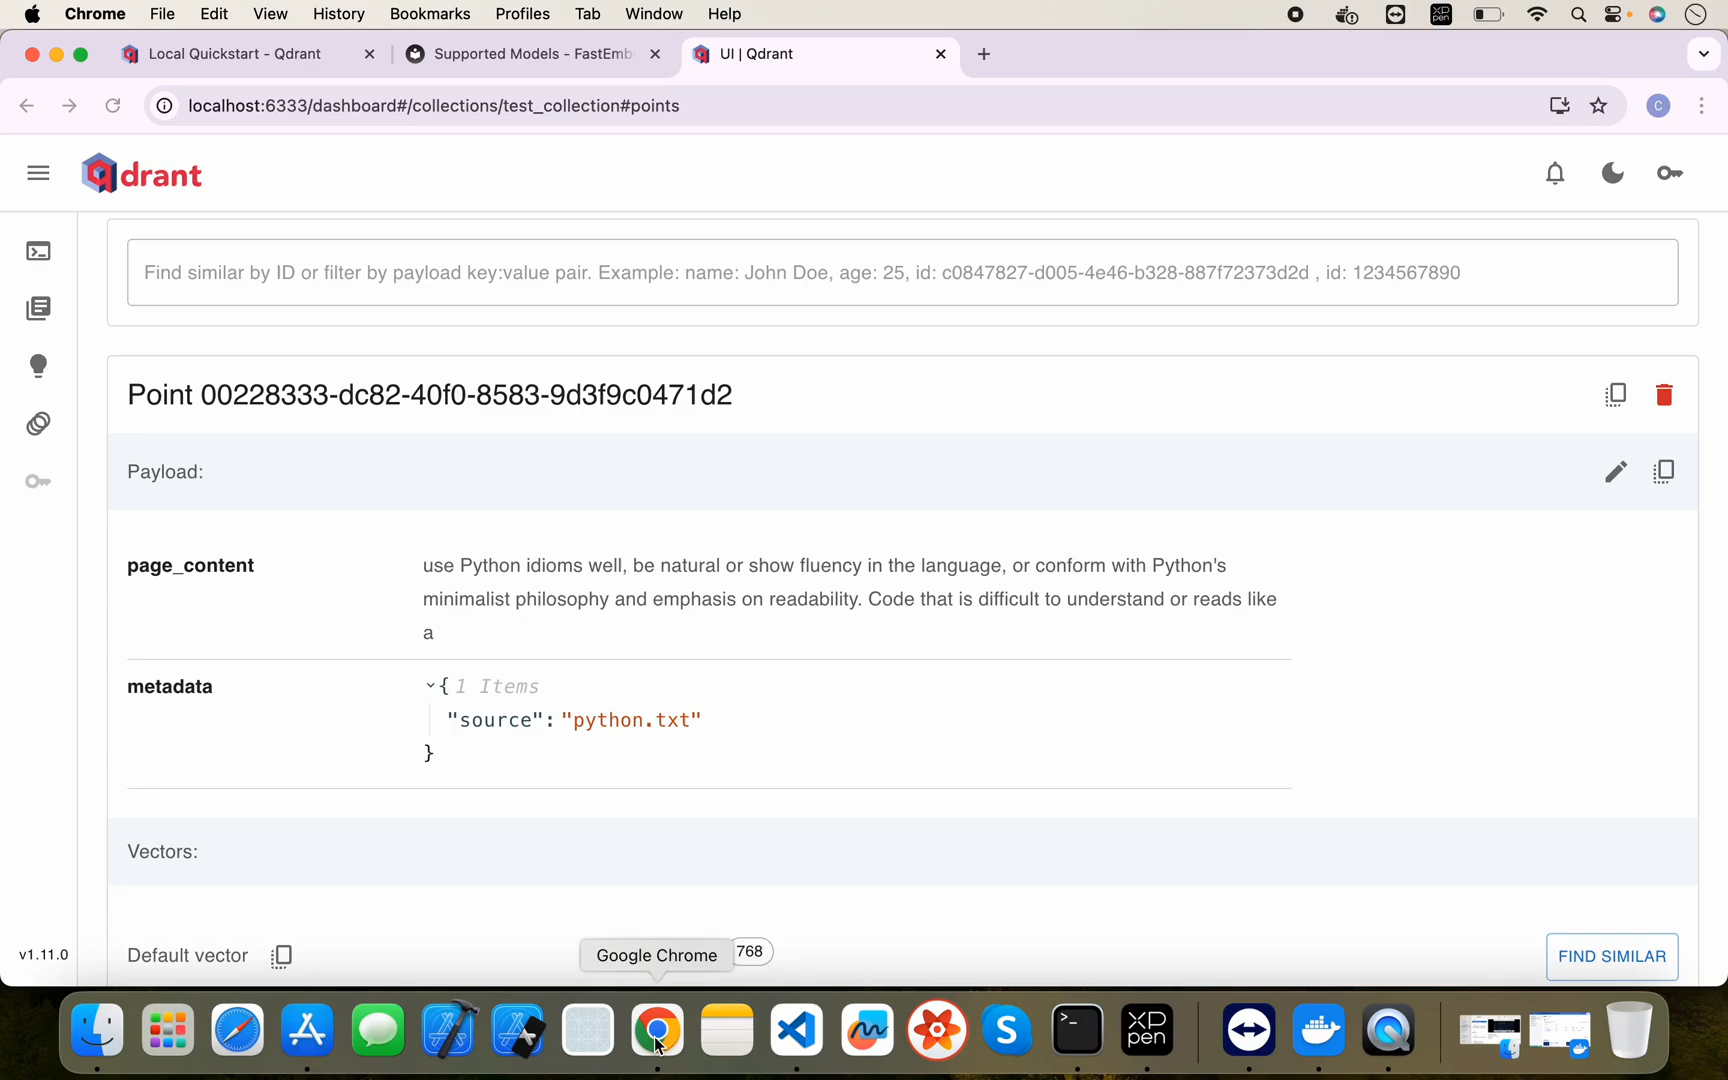 Chrome File Edit View History Bookmarks Profiles Tab Window Help
Local Quickstart - Qdrant Supported Models - FastEmb UI | Qdrant
localhost:6333/dashboard#/collections/test_collection#points C
qdrant
Find similar by ID or filter by payload key:value pair. Example: name: John Doe, age: 25, id: c0847827-d005-4e46-b328-887f72373d2d , id: 1234567890
Point 00228333-dc82-40f0-8583-9d3f9c0471d2
Payload:
page_content use Python idioms well, be natural or show fluency in the language, or conform with Python's
minimalist philosophy and emphasis on readability. Code that is difficult to understand or reads like
a
metadata { 1 Items
"source": "python.txt"
}
Vectors:
v1.11.0 Default vector Google Chrome 768 FIND SIMILAR
XP
pen